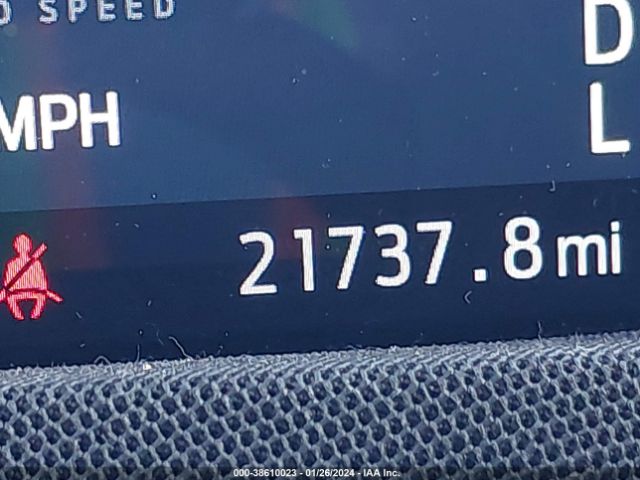 SPEED
D
MPH
L
21737.8 mi
000-38610023 - 01/26/2024 - IAA Inc.